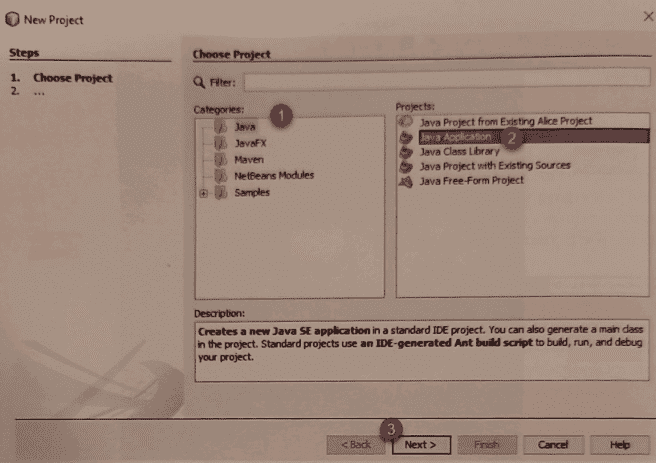 New Project
Steps
1. Choose Project
2. ...
Choose Project
Filter:
Categories:
1
Java
JavaFX
Maven
NetBeans Modules
Samples
Projects:
Java Project from Existing Alice Project
Java Application 2
Java Class Library
Java Project with Existing Sources
Java Free-Form Project
Description:
Creates a new Java SE application in a standard IDE project. You can also generate a main class
in the project. Standard projects use an IDE-generated Ant build script to build, run, and debug
your project.
3
< Back Next > Finish Cancel Help